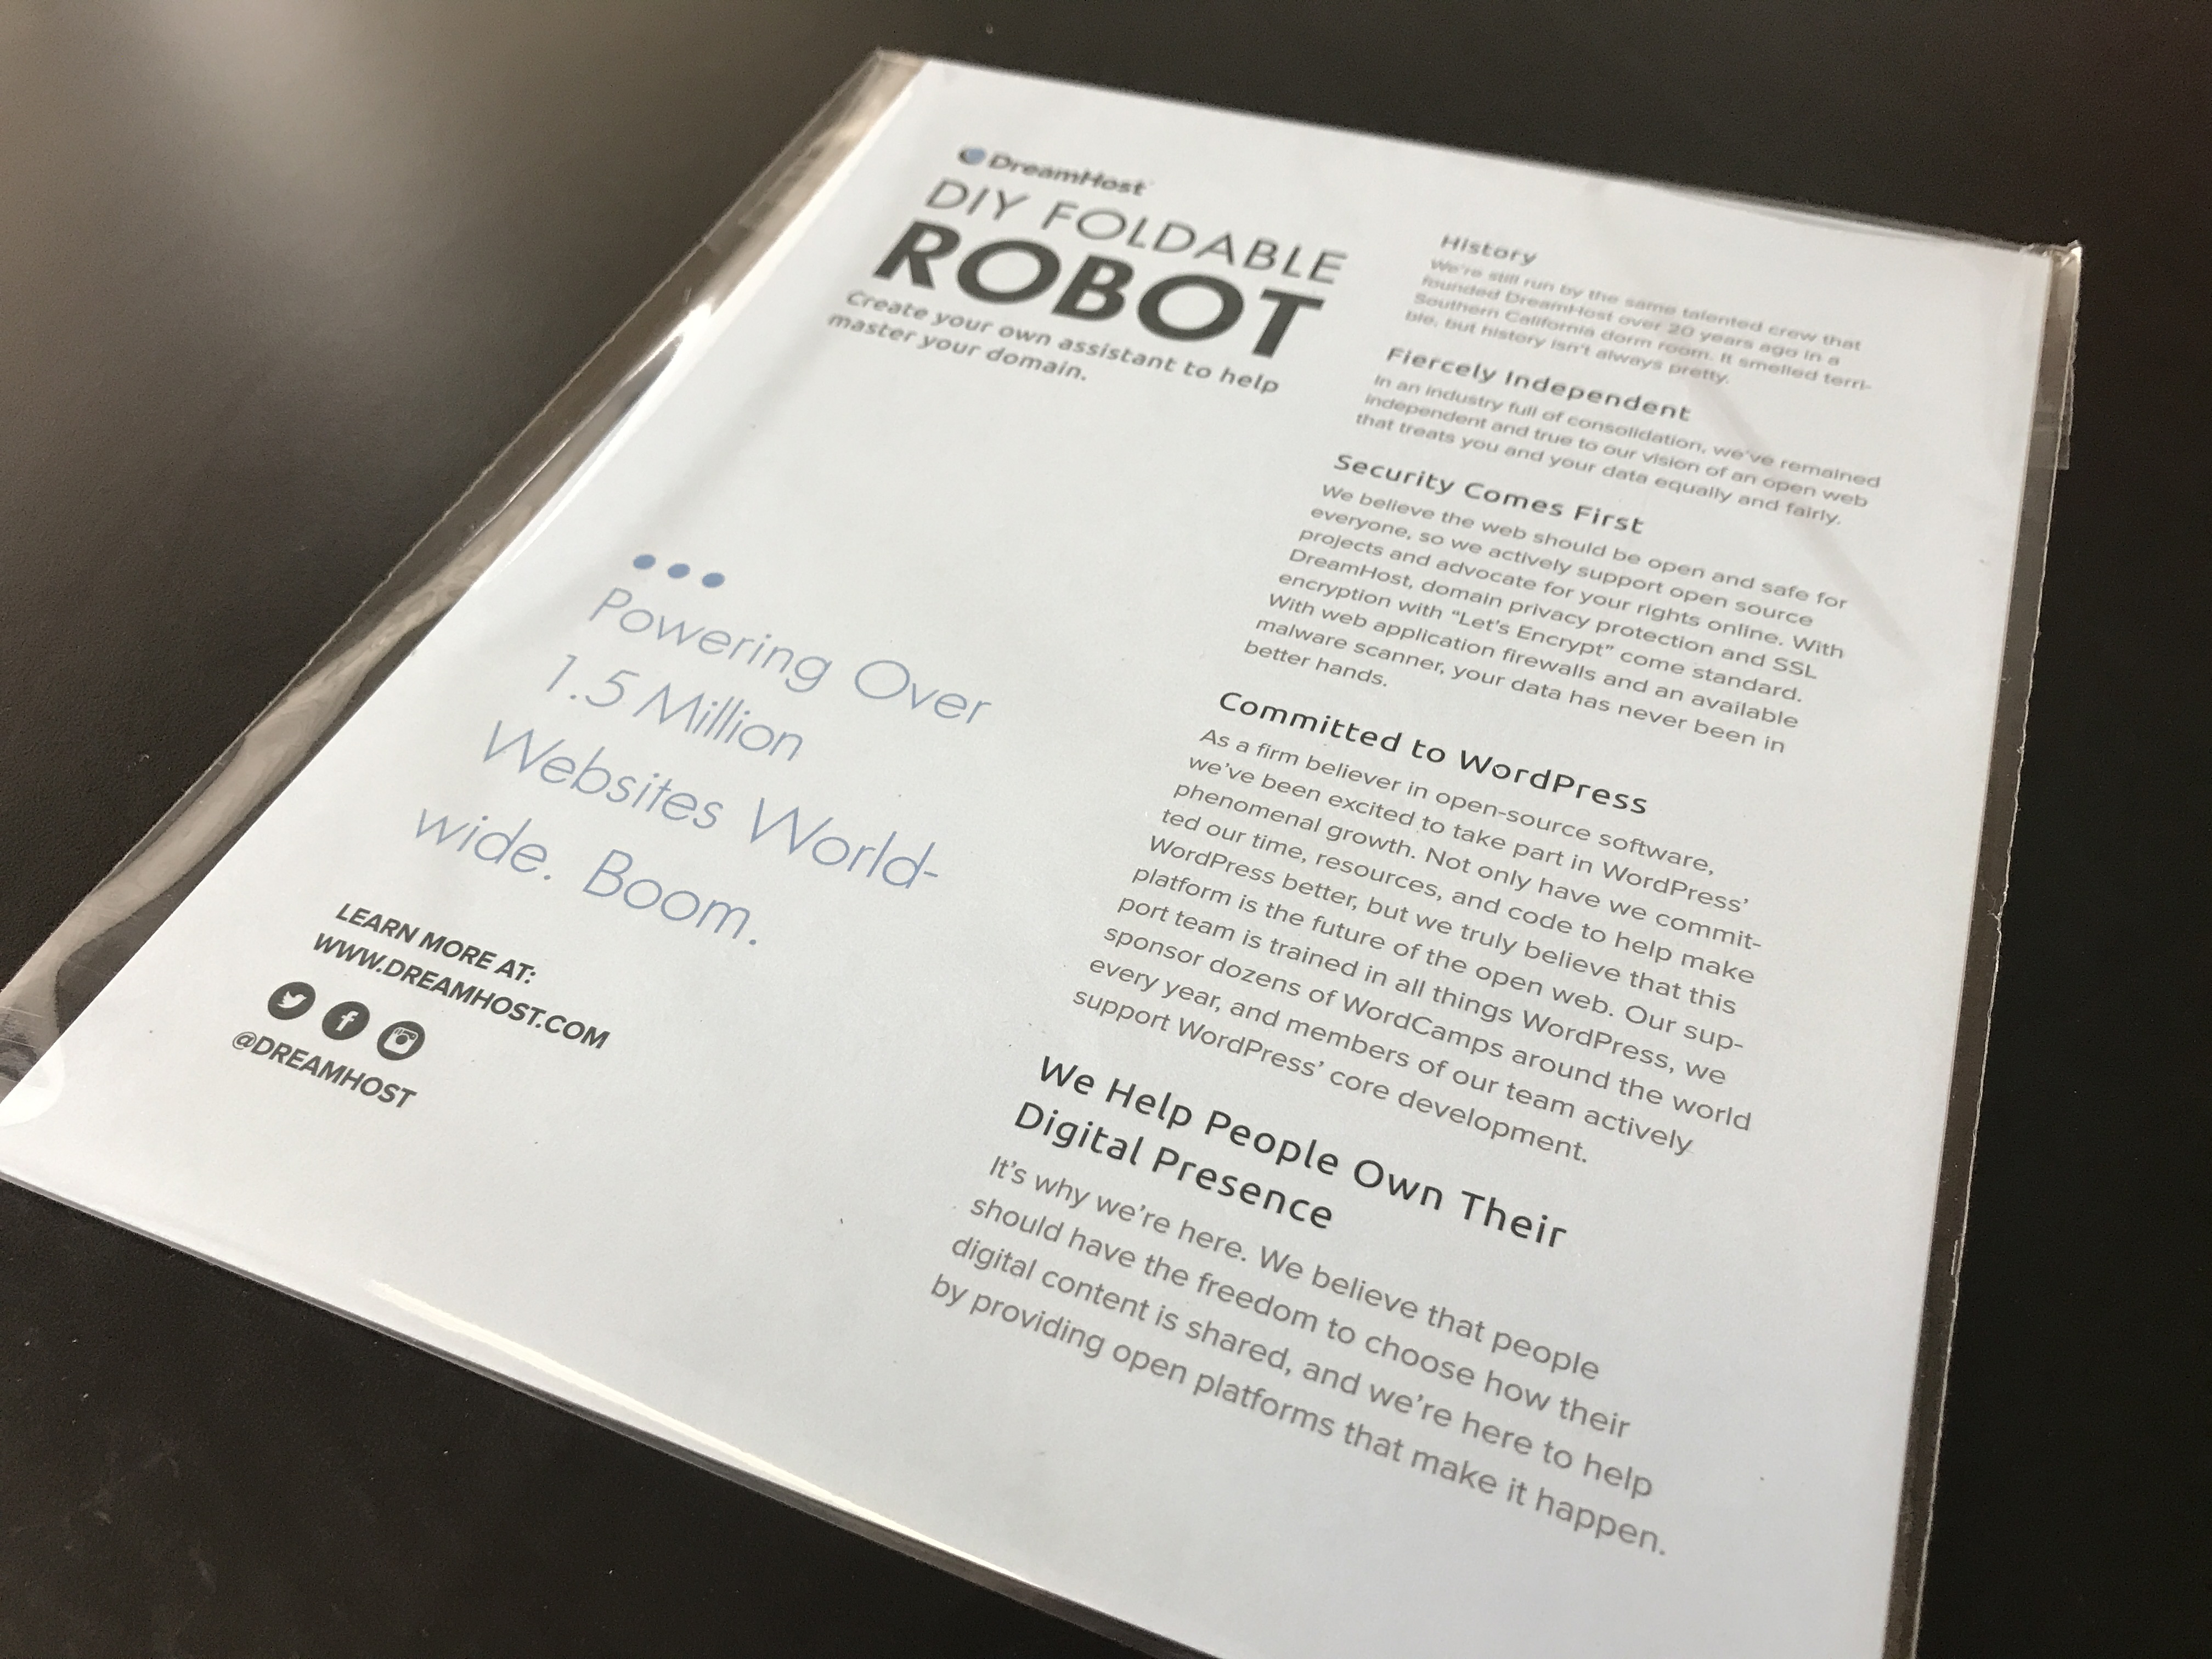 DreamHost
DIY FOLDABLE
ROBOT
Create your own assistant to help
master your domain.
Powering Over
1.5 Million
Websites World-
wide. Boom.
LEARN MORE AT:
WWW.DREAMHOST.COM
@DREAMHOST
History
We're still run by the same talented crew that
founded DreamHost over 20 years ago in a
Southern California dorm room. It smelled terri-
ble, but history isn't always pretty.
Fiercely Independent
In an industry full of consolidation, we've remained
independent and true to our vision of an open web
that treats you and your data equally and fairly.
Security Comes First
We believe the web should be open and safe for
everyone, so we actively support open source
projects and advocate for your rights online. With
DreamHost, domain privacy protection and SSL
encryption with “Let's Encrypt” come standard.
With web application firewalls and an available
malware scanner, your data has never been in
better hands.
Committed to WordPress
As a firm believer in open-source software,
we've been excited to take part in WordPress'
phenomenal growth. Not only have we commit-
ted our time, resources, and code to help make
WordPress better, but we truly believe that this
platform is the future of the open web. Our sup-
port team is trained in all things WordPress, we
sponsor dozens of WordCamps around the world
every year, and members of our team actively
support WordPress' core development.
We Help People Own Their
Digital Presence
It's why we're here. We believe that people
should have the freedom to choose how their
digital content is shared, and we're here to help
by providing open platforms that make it happen.